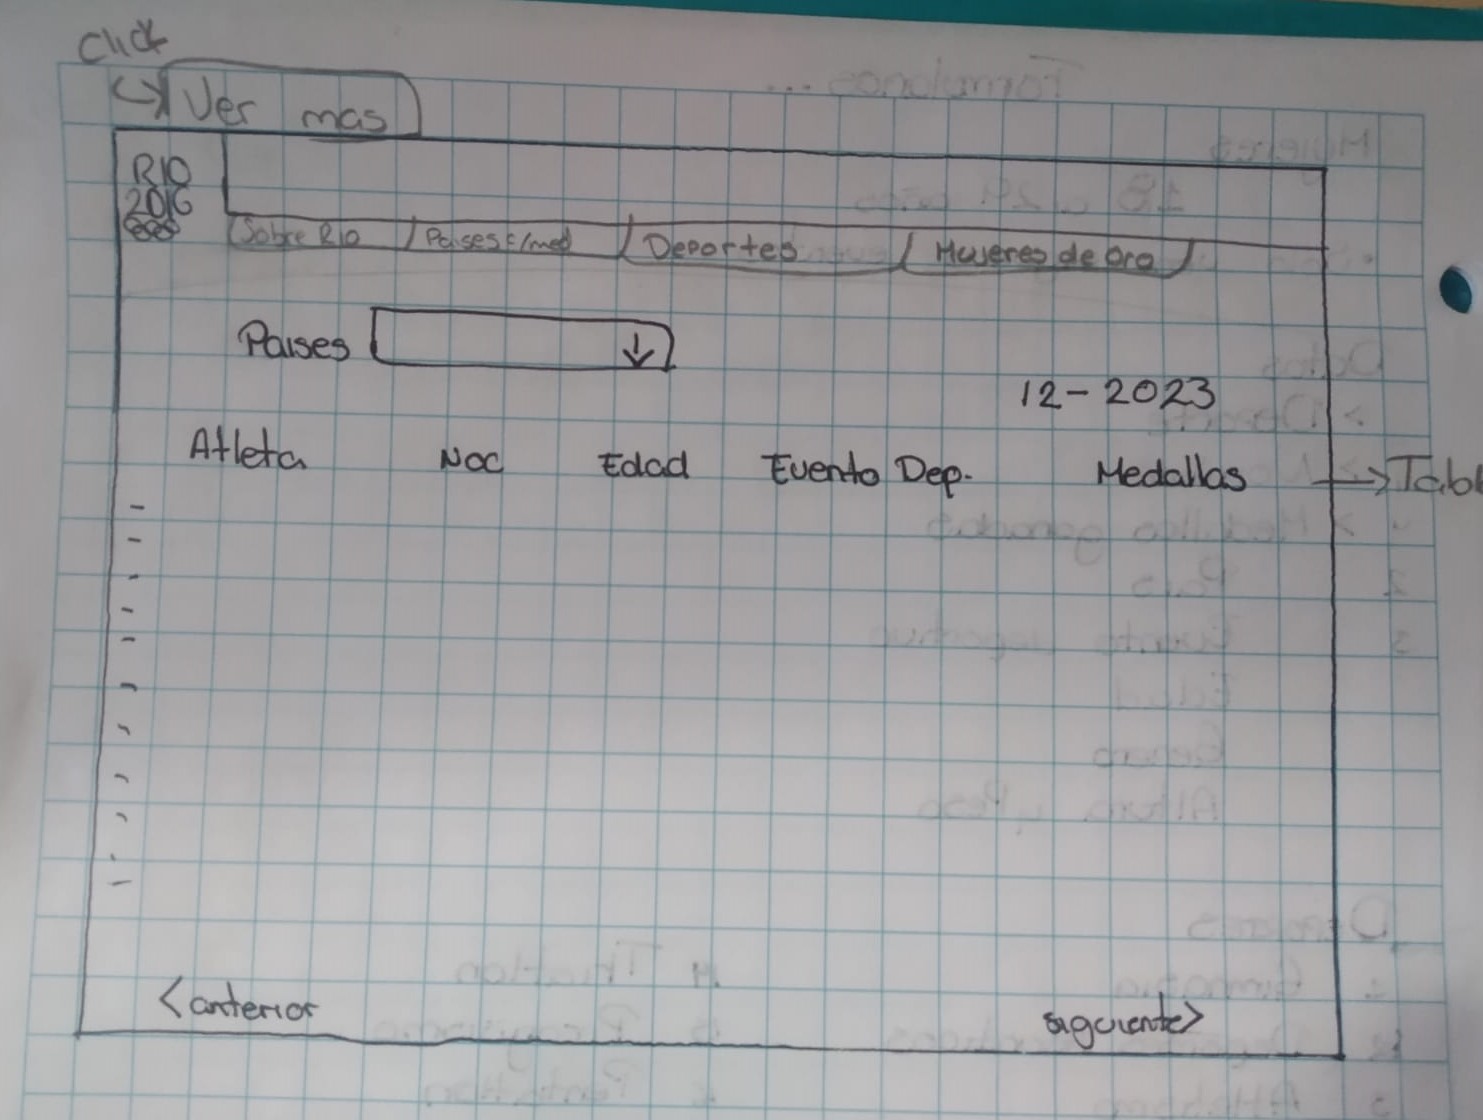 Click
Ver mas
RIO
2016
Sobre Rio Paises c/med Deportes Mujeres de Oro
Paises
12-2023
Atleta Noc Edad Evento Dep. Medallas → Tabl
<anterior siguiente>